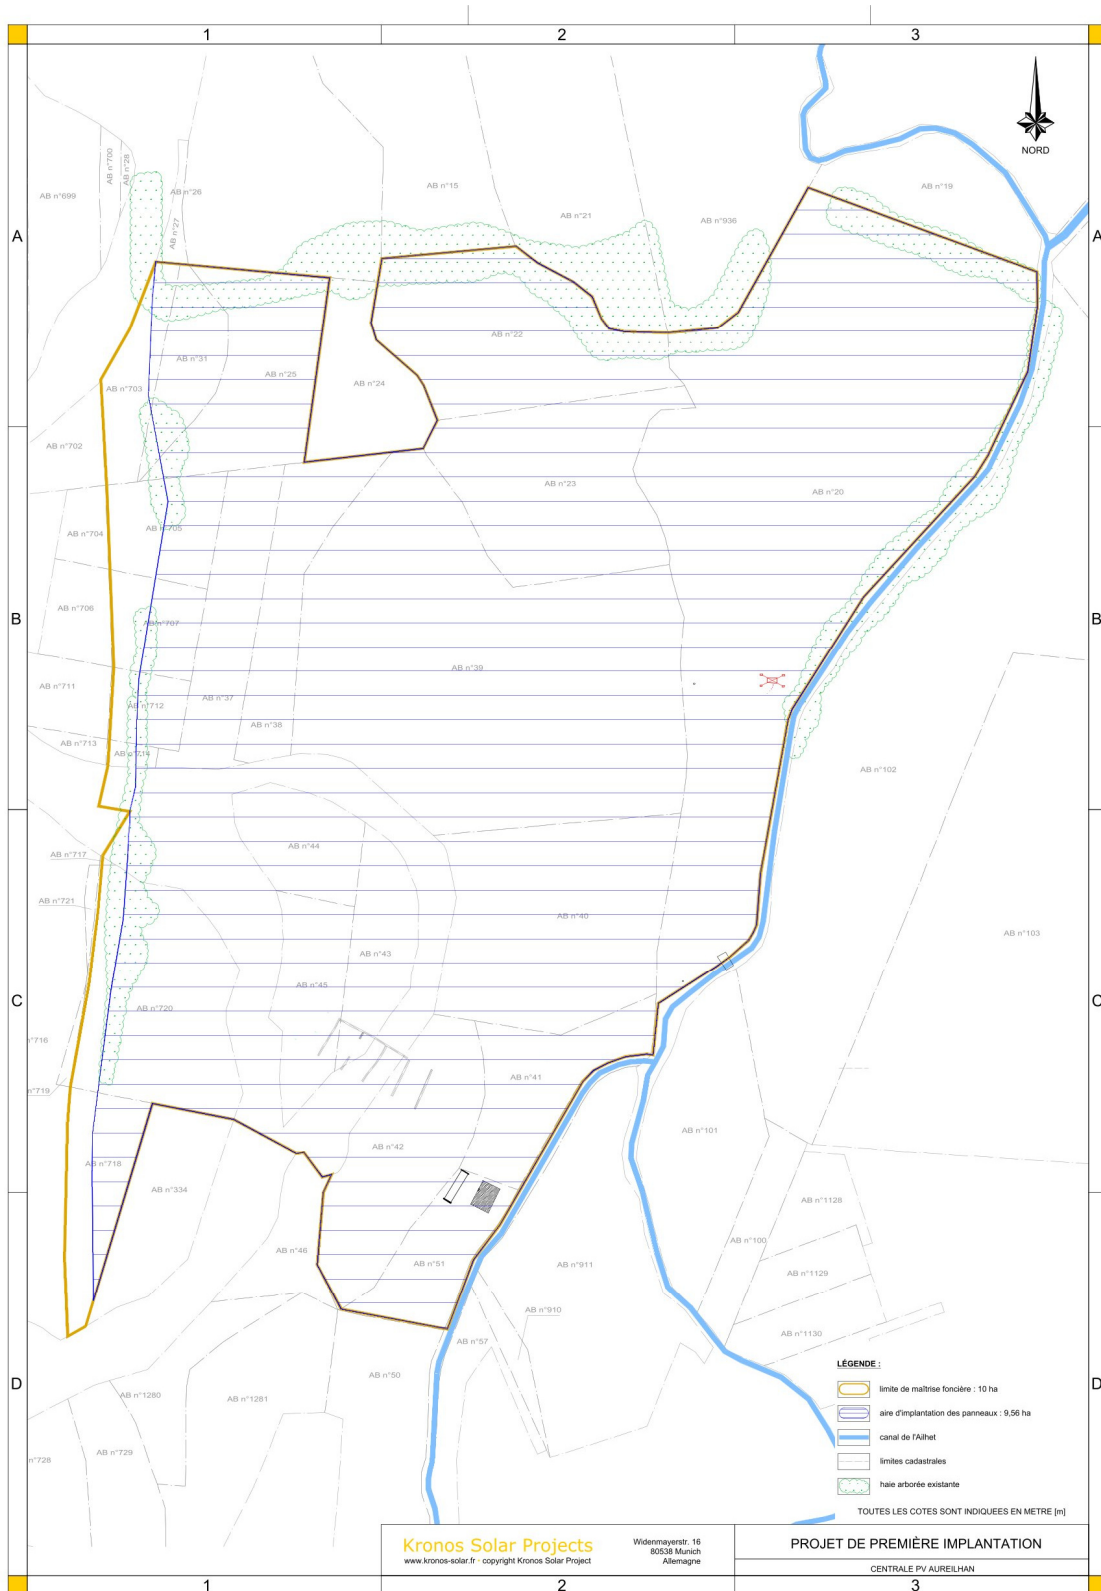 1
2
3
NORD
A
A
AB n°699
AB n°700
AB n°28
AB n°26
AB n°27
AB n°15
AB n°21
AB n°936
AB n°19
AB n°31
AB n°25
AB n°24
AB n°22
AB n°703
AB n°702
AB n°23
AB n°20
AB n°704
AB n°705
AB n°706
AB n°707
B
B
AB n°39
AB n°711
AB n°712
AB n°37
AB n°38
AB n°713
AB n°714
AB n°102
AB n°717
AB n°44
AB n°721
AB n°40
AB n°103
AB n°43
AB n°45
C
C
AB n°720
n°716
n°719
AB n°41
AB n°42
AB n°101
AB n°718
AB n°334
AB n°46
AB n°51
AB n°911
AB n°1128
AB n°100
AB n°1129
AB n°910
AB n°1130
AB n°57
AB n°50
D
D
AB n°1280
AB n°1281
AB n°729
n°728
LÉGENDE :
limite de maîtrise foncière : 10 ha
aire d'implantation des panneaux : 9,56 ha
canal de l'Ailhet
limites cadastrales
haie arborée existante
TOUTES LES COTES SONT INDIQUEES EN METRE [m]
Kronos Solar Projects
www.kronos-solar.fr - copyright Kronos Solar Project
Widenmayerstr. 16
80538 Munich
Allemagne
PROJET DE PREMIÈRE IMPLANTATION
CENTRALE PV AUREILHAN
1
2
3